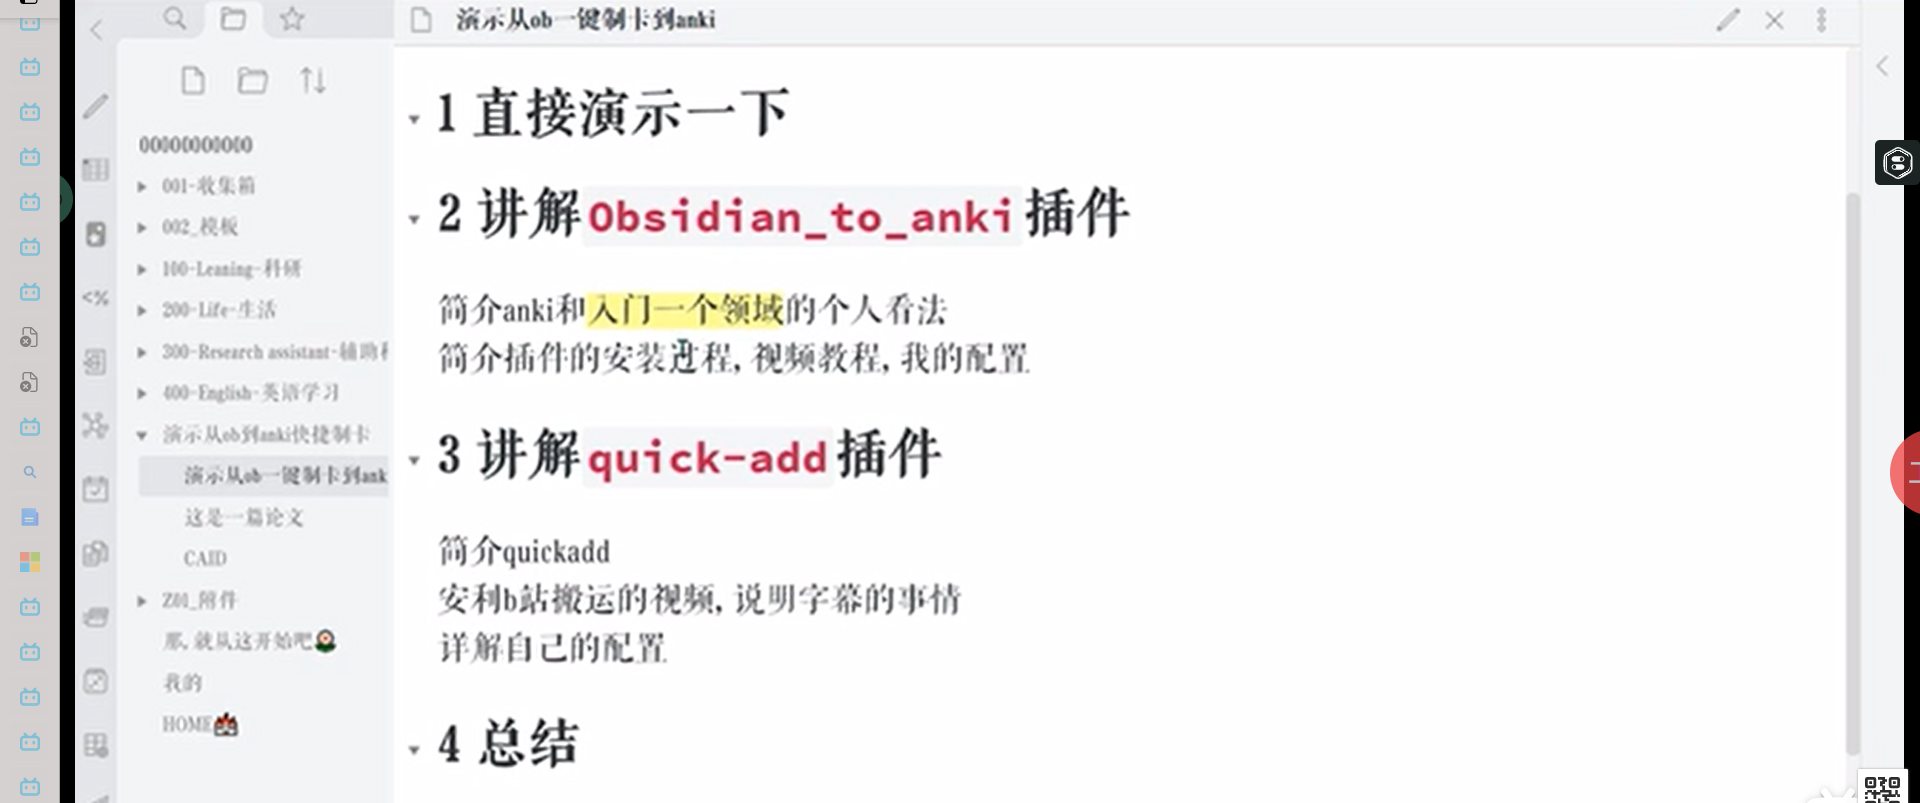 演示从ob一键制卡到anki
00000000000
001-收集箱
002_模板
100-Leaning-科研
200-Life-生活
300-Research assistant-辅助
400-English-英语学习
演示从ob到anki快捷制卡
演示从ob一键制卡到ank
这是一篇论文
CAID
Z01_附件
那,就从这开始吧
我的
HOME
1 直接演示一下
2 讲解Obsidian_to_anki插件
简介anki和入门一个领域的个人看法
简介插件的安装过程,视频教程,我的配置
3 讲解quick-add插件
简介quickadd
安利b站搬运的视频,说明字幕的事情
详解自己的配置
4 总结